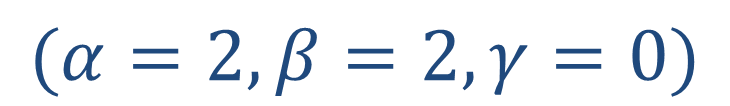 (α = 2, β = 2, γ = 0)